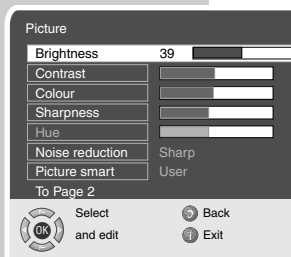 Picture
Brightness 39
Contrast
Colour
Sharpness
Hue
Noise reduction Sharp
Picture smart User
To Page 2
Select Back
OK
and edit Exit